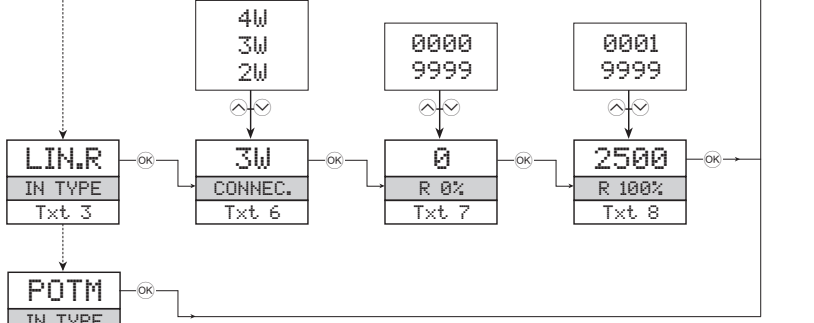 4W
3W
2W
0000
9999
0001
9999
LIN.R
OK
3W
OK
0
OK
2500
OK
IN TYPE
CONNEC.
R 0%
R 100%
Txt 3
Txt 6
Txt 7
Txt 8
POTM
OK
IN TYPE